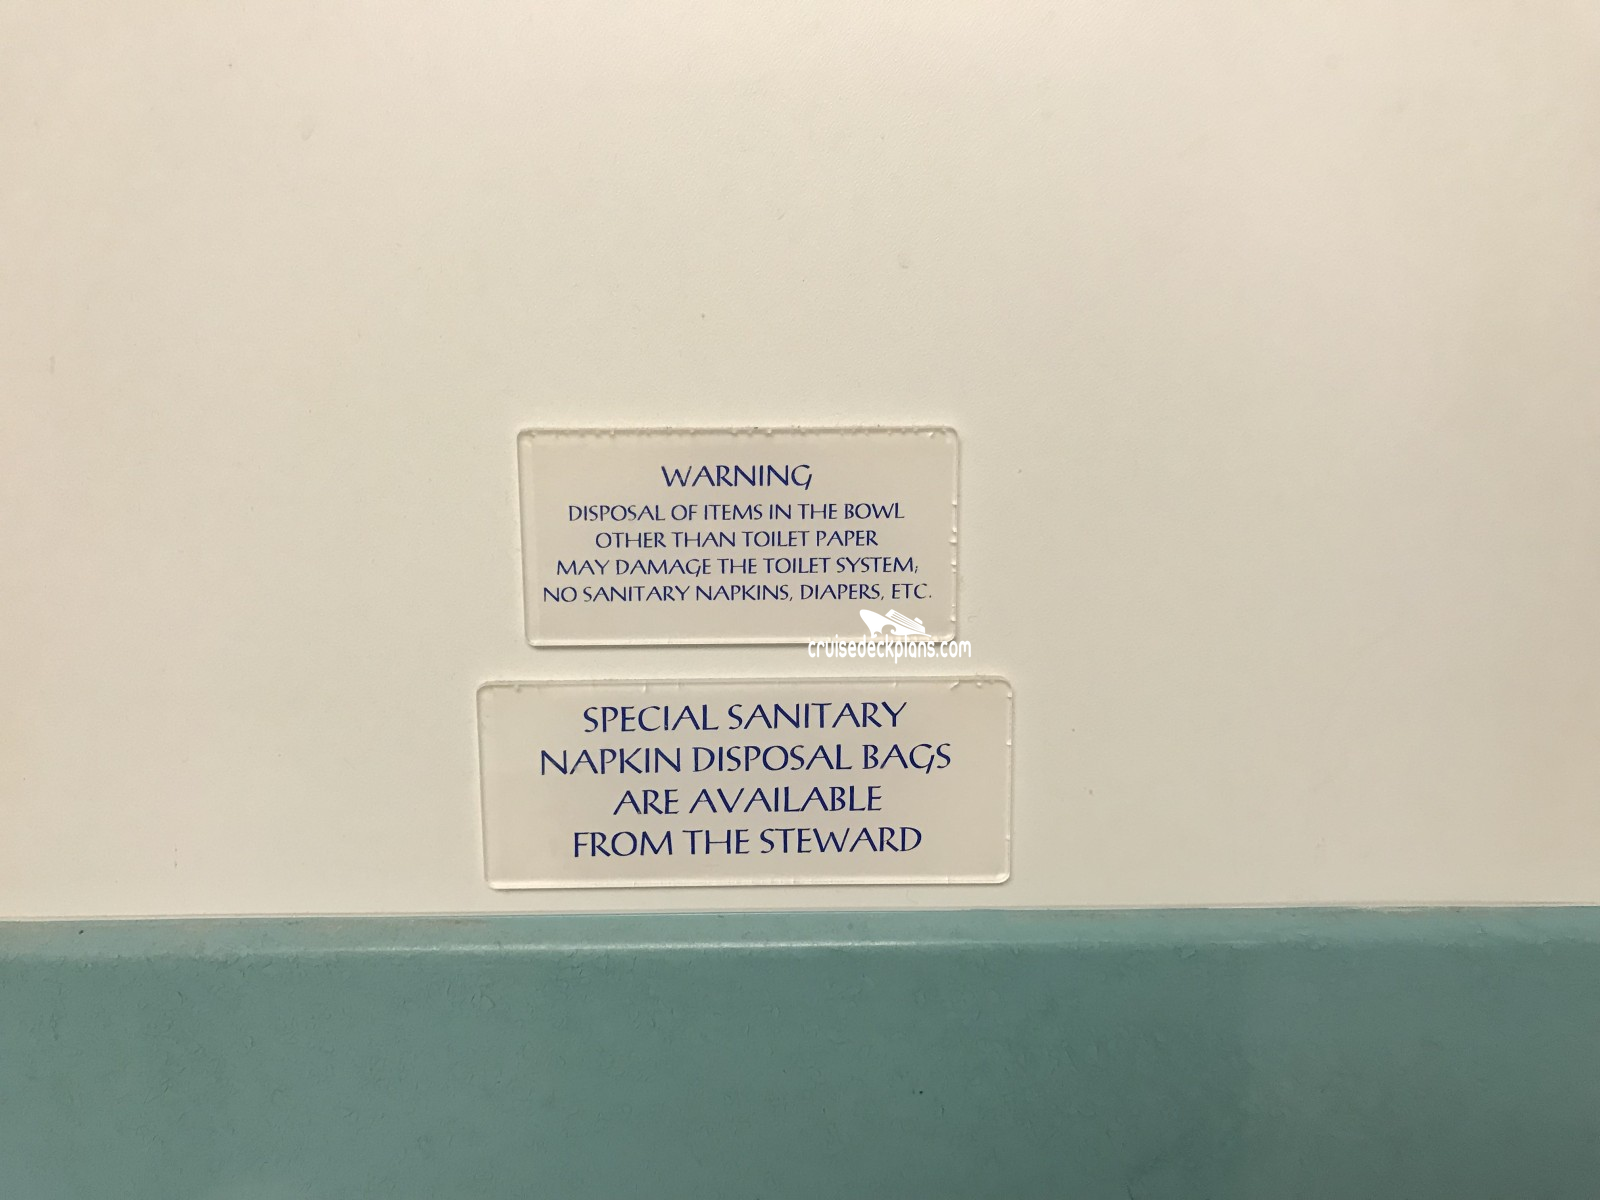 WARNING
DISPOSAL OF ITEMS IN THE BOWL
OTHER THAN TOILET PAPER
MAY DAMAGE THE TOILET SYSTEM;
NO SANITARY NAPKINS, DIAPERS, ETC.
cruisedeckplans.com
SPECIAL SANITARY
NAPKIN DISPOSAL BAGS
ARE AVAILABLE
FROM THE STEWARD